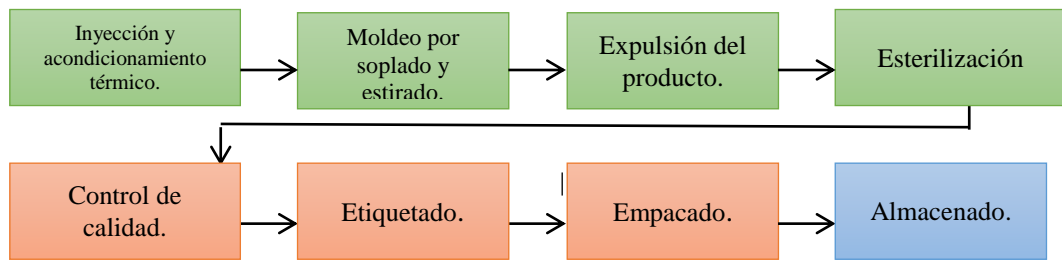 Inyección y
acondicionamiento
térmico.
Moldeo por
soplado y
estirado.
Expulsión del
producto.
Esterilización
Control de
calidad.
Etiquetado.
Empacado.
Almacenado.